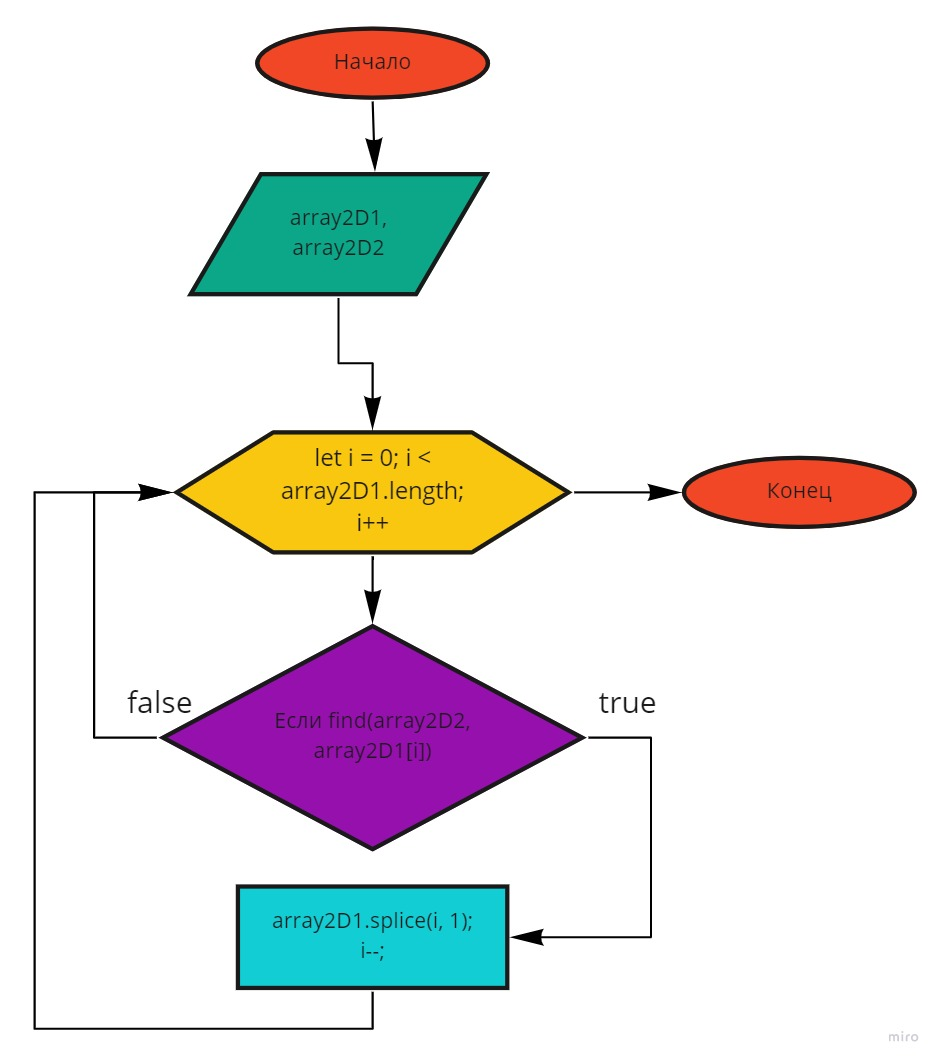 Начало
array2D1,
array2D2
let i = 0; i <
array2D1.length;
i++
Конец
false
true
Если find(array2D2,
array2D1[i])
array2D1.splice(i, 1);
i--;
miro